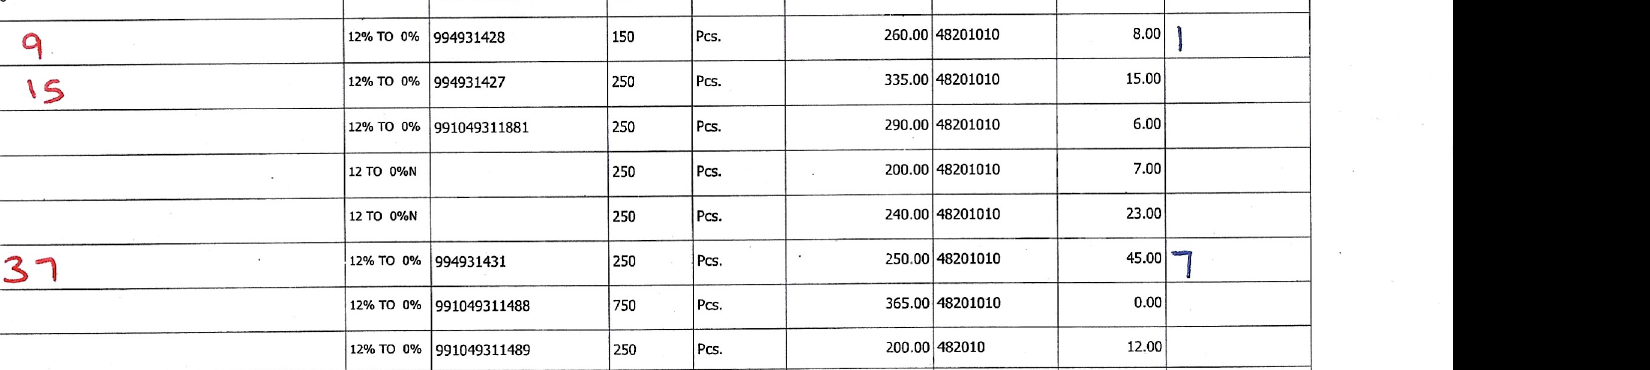 9 12% TO 0% 994931428 150 Pcs. 260.00 48201010 8.00 1
15 12% TO 0% 994931427 250 Pcs. 335.00 48201010 15.00
12% TO 0% 991049311881 250 Pcs. 290.00 48201010 6.00
12 TO 0%N 250 Pcs. 200.00 48201010 7.00
12 TO 0%N 250 Pcs. 240.00 48201010 23.00
37 12% TO 0% 994931431 250 Pcs. 250.00 48201010 45.00 7
12% TO 0% 991049311488 750 Pcs. 365.00 48201010 0.00
12% TO 0% 991049311489 250 Pcs. 200.00 482010 12.00